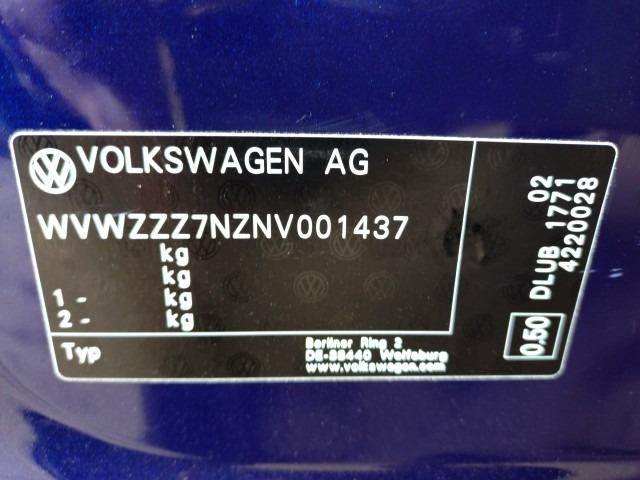 VOLKSWAGEN AG
WVWZZZ7NZNV001437
kg
kg
1 - kg
2 - kg
Typ
Berliner Ring 2
DE-38440 Wolfsburg
www.volkswagen.com
02
DLUB 1771
4220028
0.50